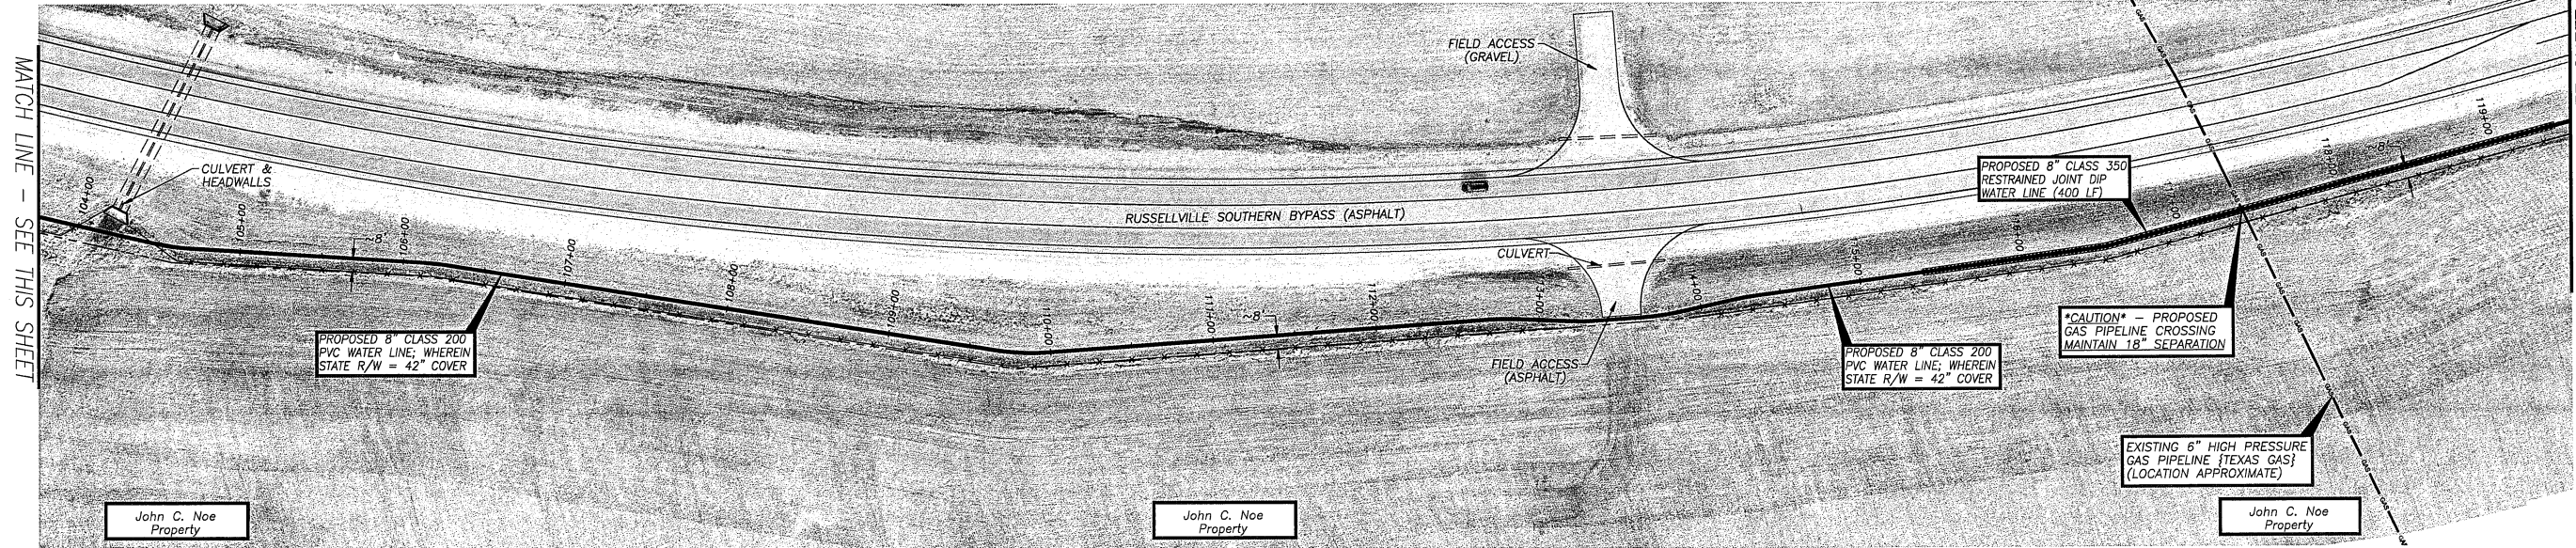 MATCH LINE - SEE THIS SHEET
104+00
CULVERT &
HEADWALLS
105+00
~8'
106+00
107+00
108+00
109+00
110+00
111+00
~8'
112+00
113+00
PROPOSED 8" CLASS 200
PVC WATER LINE; WHEREIN
STATE R/W = 42" COVER
John C. Noe
Property
RUSSELLVILLE SOUTHERN BYPASS (ASPHALT)
FIELD ACCESS
(GRAVEL)
CULVERT
FIELD ACCESS
(ASPHALT)
John C. Noe
Property
115+00
116+00
PROPOSED 8" CLASS 200
PVC WATER LINE; WHEREIN
STATE R/W = 42" COVER
PROPOSED 8" CLASS 350
RESTRAINED JOINT DIP
WATER LINE (400 LF)
118+00
~8'
119+00
GAS
*CAUTION* - PROPOSED
GAS PIPELINE CROSSING
MAINTAIN 18" SEPARATION
EXISTING 6" HIGH PRESSURE
GAS PIPELINE {TEXAS GAS}
(LOCATION APPROXIMATE)
GAS
GAS
John C. Noe
Property